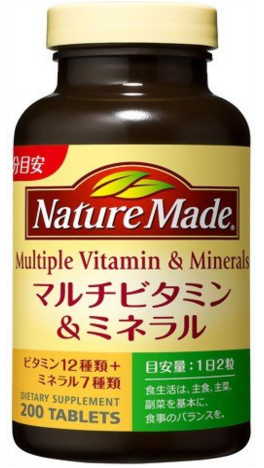 分目安
Nature Made®
Multiple Vitamin & Minerals
マルチビタミン
&ミネラル
ビタミン12種類+
ミネラル7種類
DIETARY SUPPLEMENT
200 TABLETS
目安量:1日2粒
食生活は、主食、主菜、
副菜を基本に、
食事のバランスを。